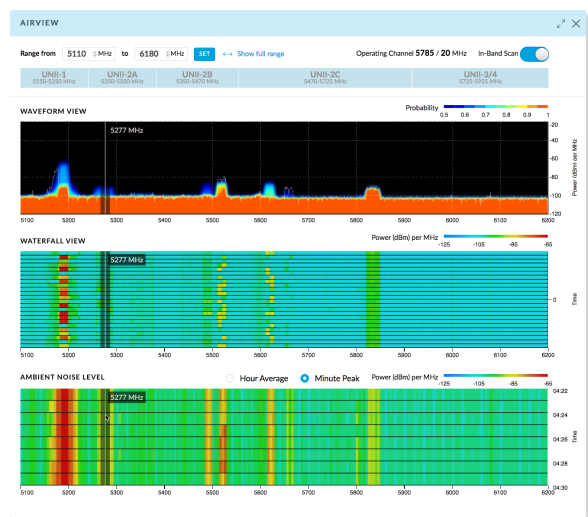 AIRVIEW
Range from 5110 MHz to 6180 MHz SET Show full range Operating Channel 5785 / 20 MHz In-Band Scan
UNII-1 UNII-2A UNII-2B UNII-2C UNII-3/4
5150-5250 MHz 5250-5350 MHz 5250-5470 MHz 5470-5725 MHz 5725-5925 MHz
WAVEFORM VIEW Probability
0.5 0.6 0.7 0.8 0.9 1
5277 MHz
-20
-40
-60
-80
-100
-120
Power (dBm) per MHz
5100 5200 5300 5400 5500 5600 5700 5800 5900 6000 6100 6200
WATERFALL VIEW Power (dBm) per MHz
-125 -105 -85 -65
5277 MHz
0
Time
5100 5200 5300 5400 5500 5600 5700 5800 5900 6000 6100 6200
AMBIENT NOISE LEVEL Hour Average Minute Peak Power (dBm) per MHz
-125 -105 -85 -65
5277 MHz
04:22
04:24
04:26
04:28
04:30
Time
5100 5200 5300 5400 5500 5600 5700 5800 5900 6000 6100 6200